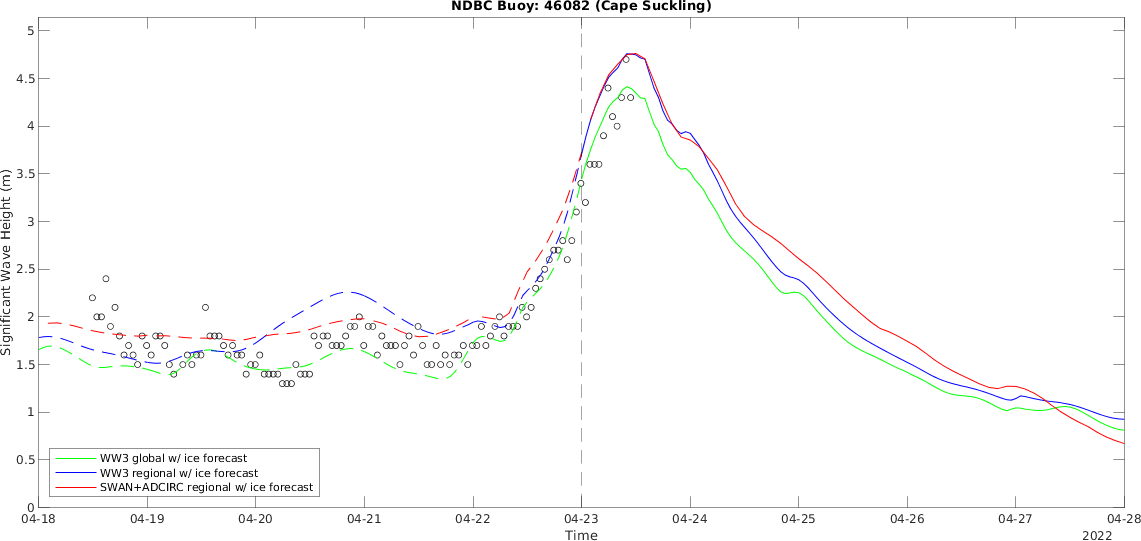 NDBC Buoy: 46082 (Cape Suckling)
5
4.5
4
3.5
3
2.5
2
1.5
1
0.5
0
Significant Wave Height (m)
WW3 global w/ ice forecast
WW3 regional w/ ice forecast
SWAN+ADCIRC regional w/ ice forecast
04-18 04-19 04-20 04-21 04-22 04-23 04-24 04-25 04-26 04-27 04-28
Time
2022